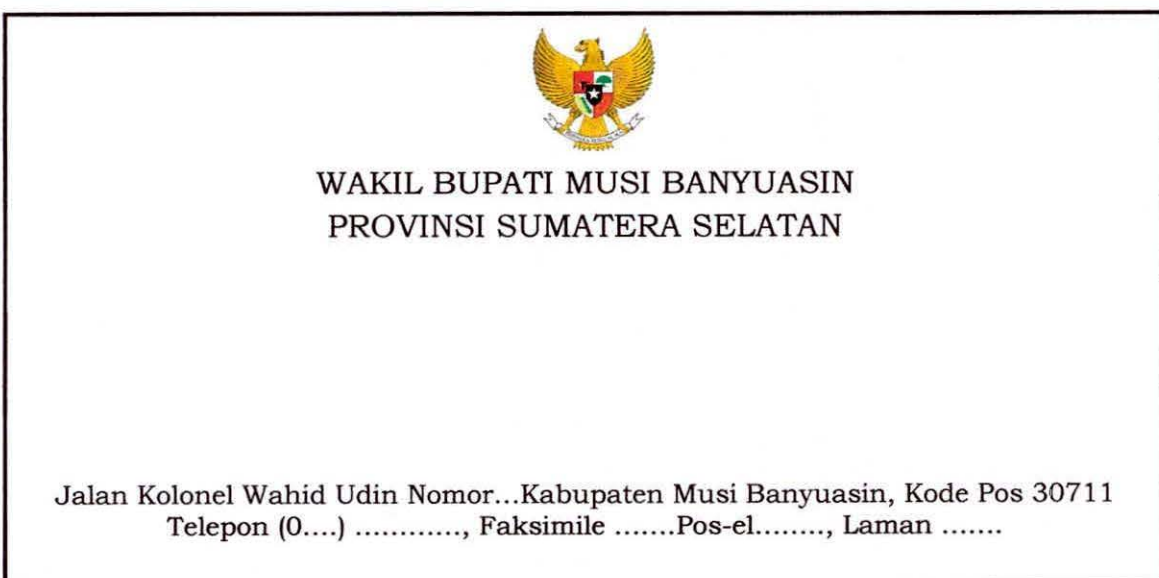 WAKIL BUPATI MUSI BANYUASIN
PROVINSI SUMATERA SELATAN
Jalan Kolonel Wahid Udin Nomor...Kabupaten Musi Banyuasin, Kode Pos 30711
Telepon (0....) ............, Faksimile .......Pos-el........, Laman .......